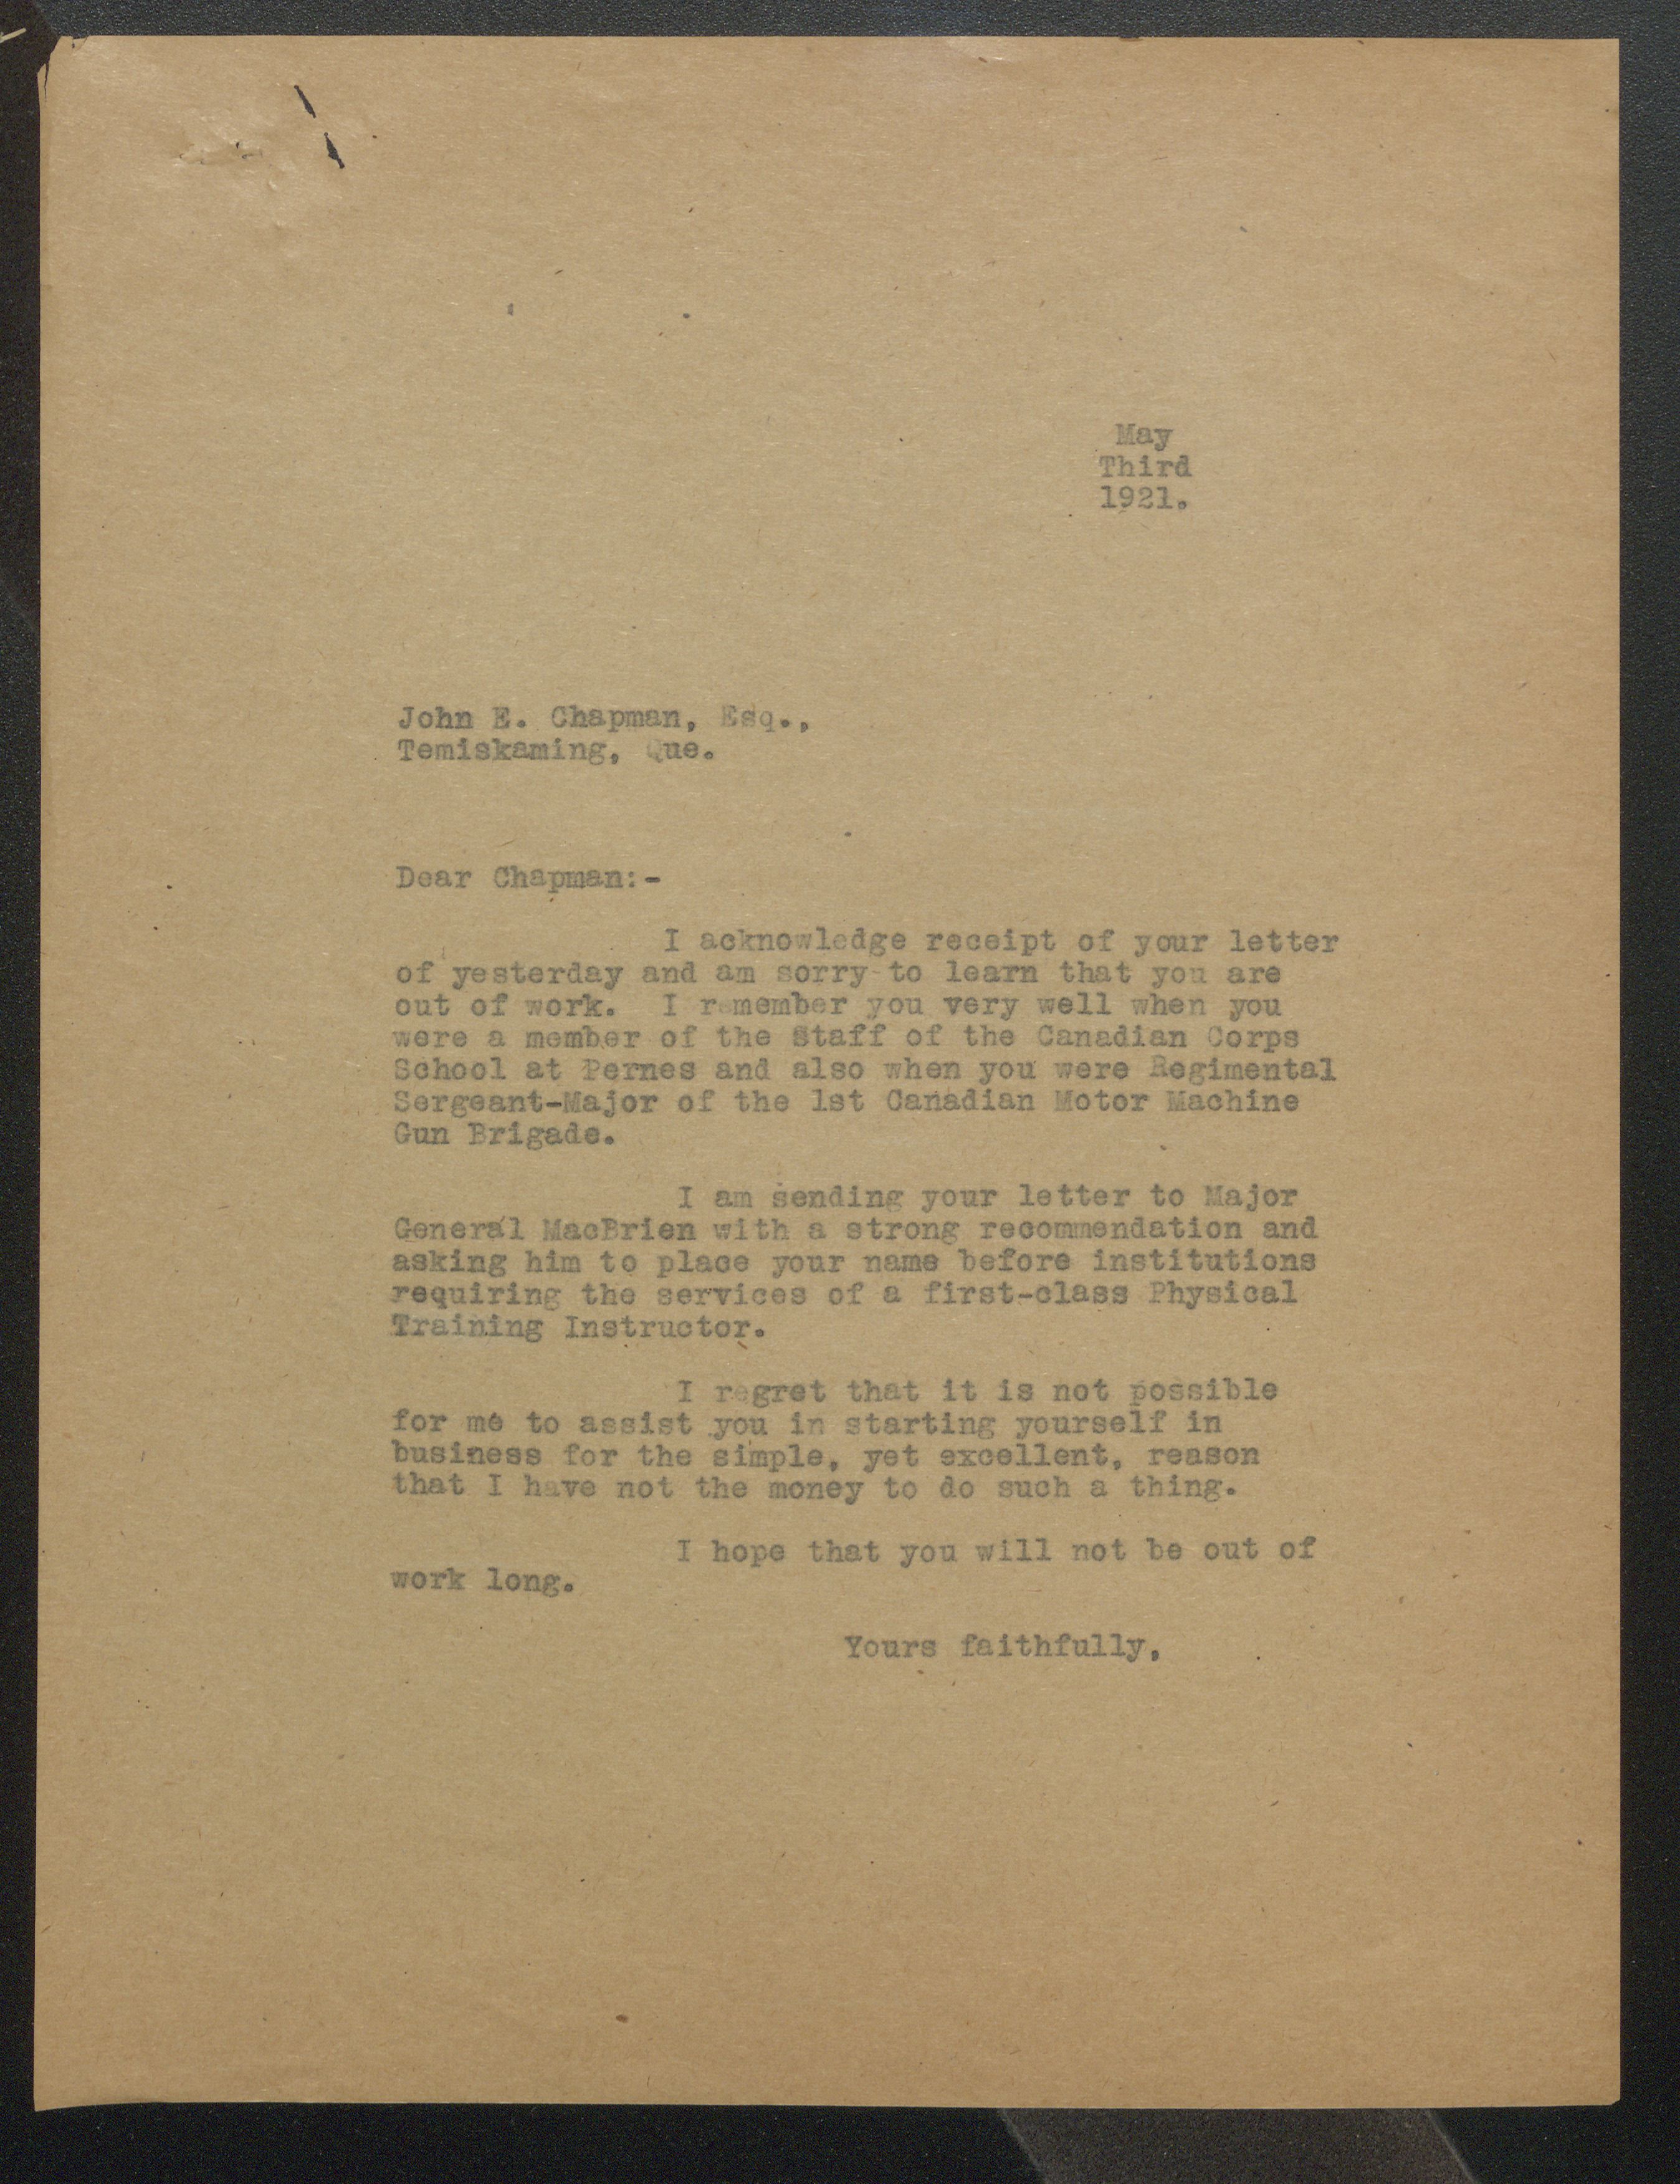 May
Third
1921.
John E. Chapman, Esq.,
Temiskaming, Que.
Dear Chapman:-
I acknowledge receipt of your letter
of yesterday and am sorry to learn that you are
out of work. I remember you very well when you
were a member of the Staff of the Canadian Corps
School at Pernes and also when you were Regimental
Sergeant-Major of the 1st Canadian Motor Machine
Gun Brigade.
I am sending your letter to Major
General MacBrien with a strong recommendation and
asking him to place your name before institutions
requiring the services of a first-class Physical
Training Instructor.
I regret that it is not possible
for me to assist you in starting yourself in
business for the simple, yet excellent, reason
that I have not the money to do such a thing.
I hope that you will not be out of
work long.
Yours faithfully,